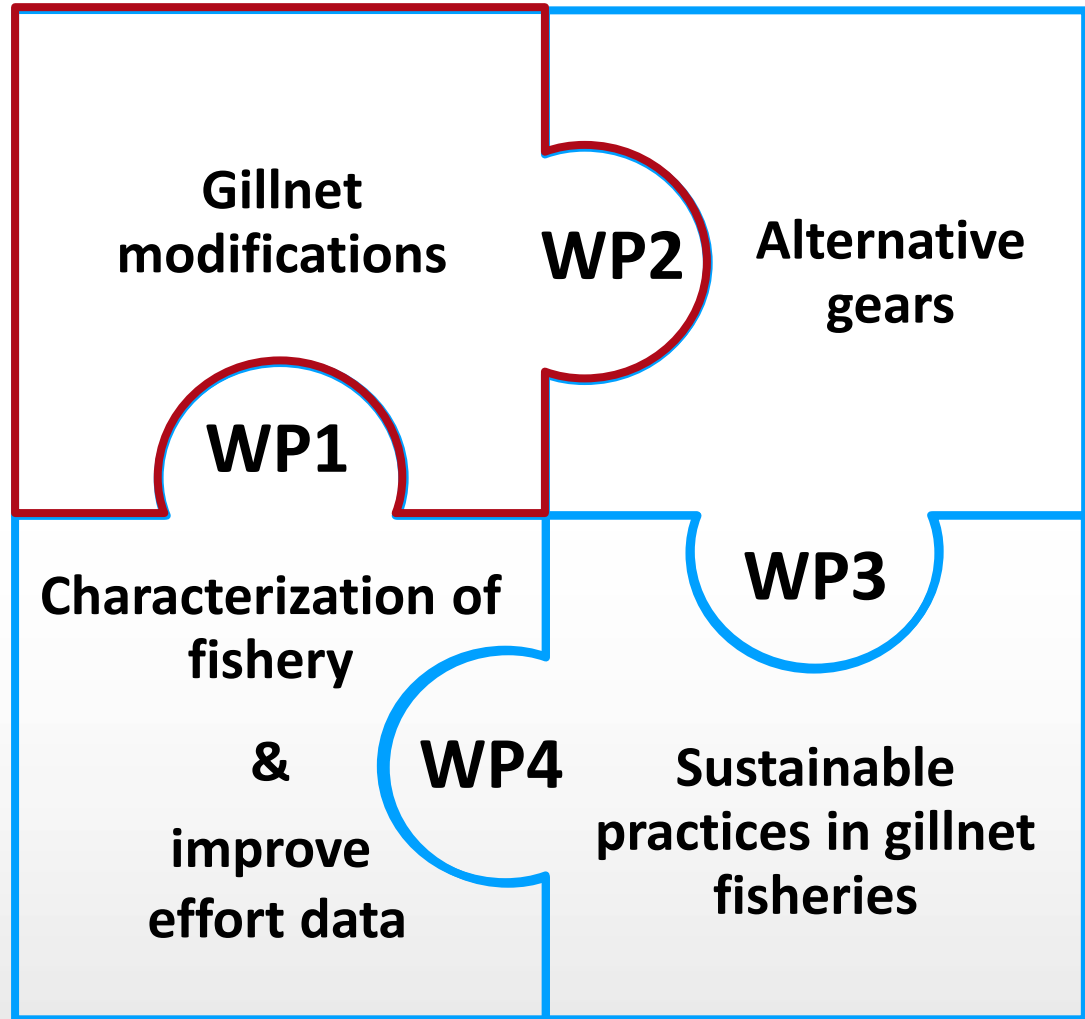 Gillnet
modifications
WP2
Alternative
gears
WP1
Characterization of
fishery
&
improve
effort data
WP3
WP4
Sustainable
practices in gillnet
fisheries